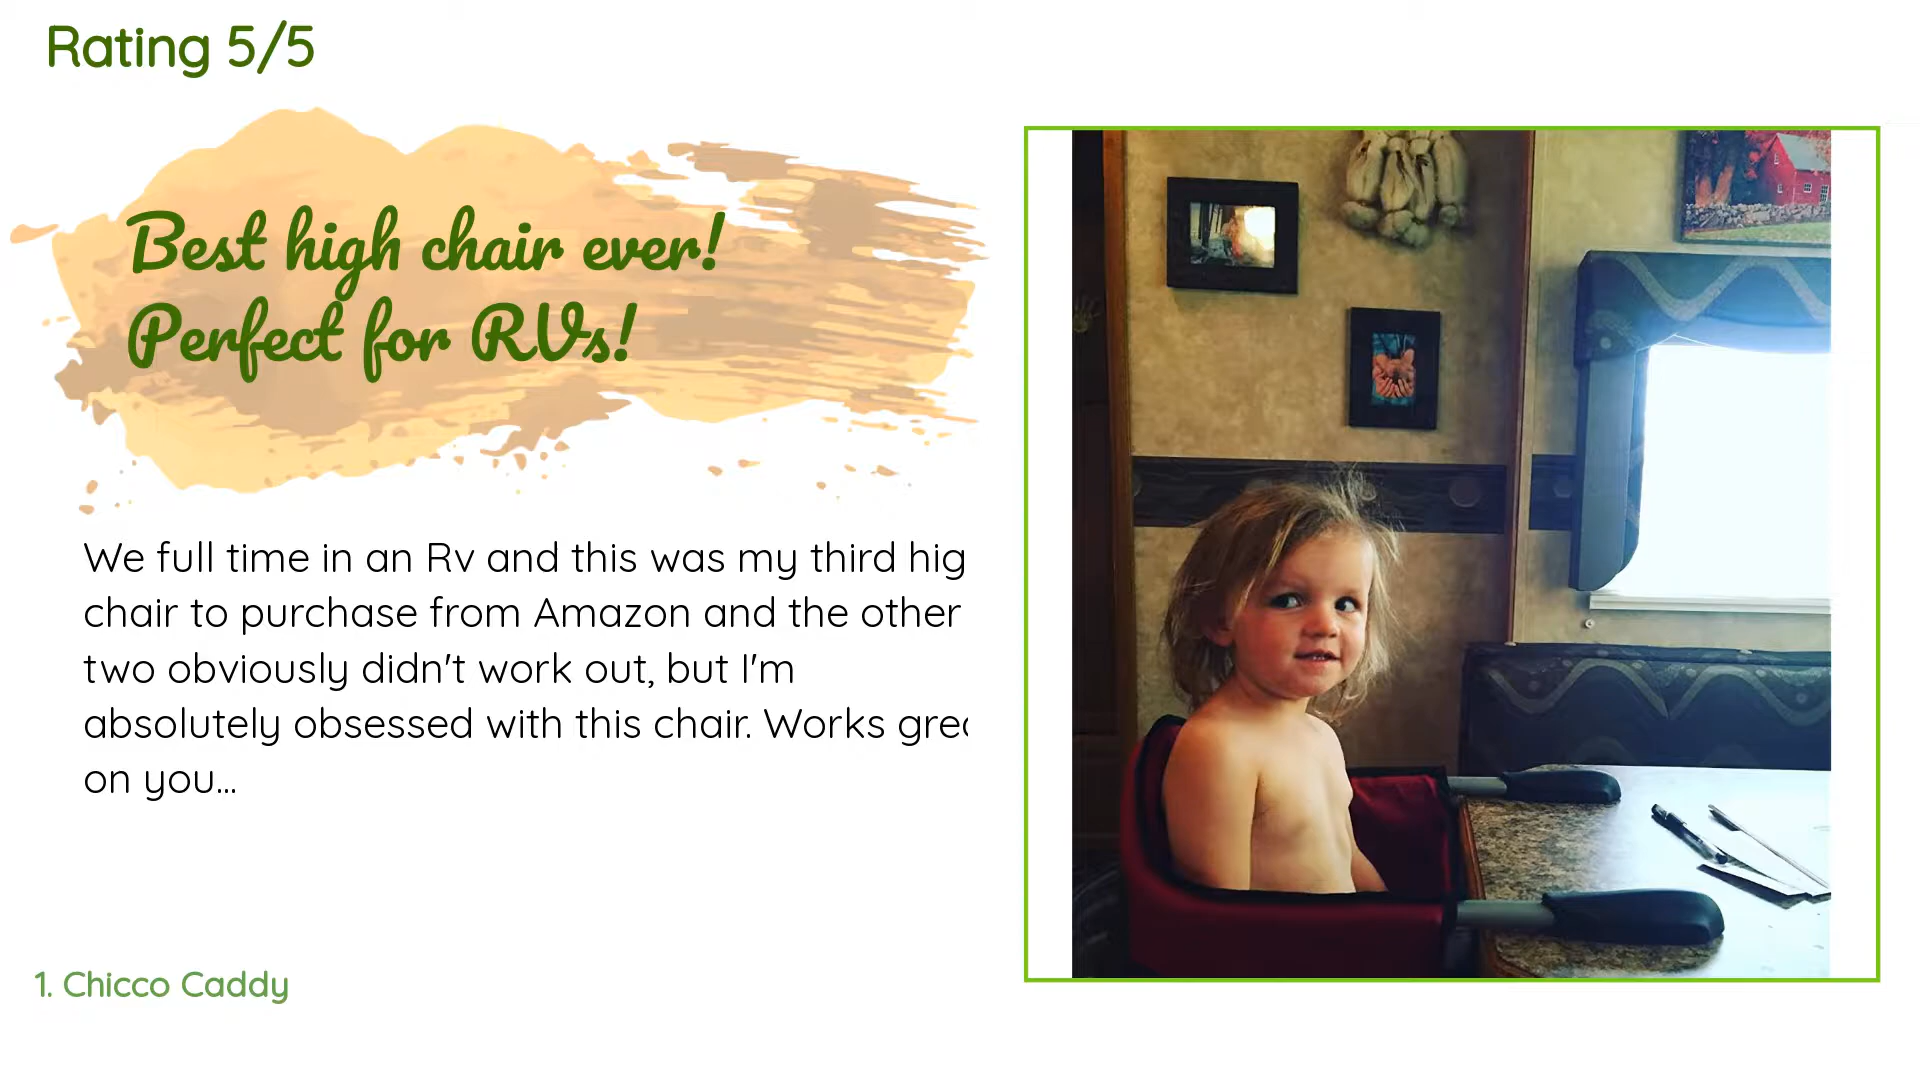 Rating 5/5
Best high chair ever!
Perfect for RVs!
We full time in an Rv and this was my third hig
chair to purchase from Amazon and the other
two obviously didn't work out, but I'm
absolutely obsessed with this chair. Works grea
on you...
1. Chicco Caddy